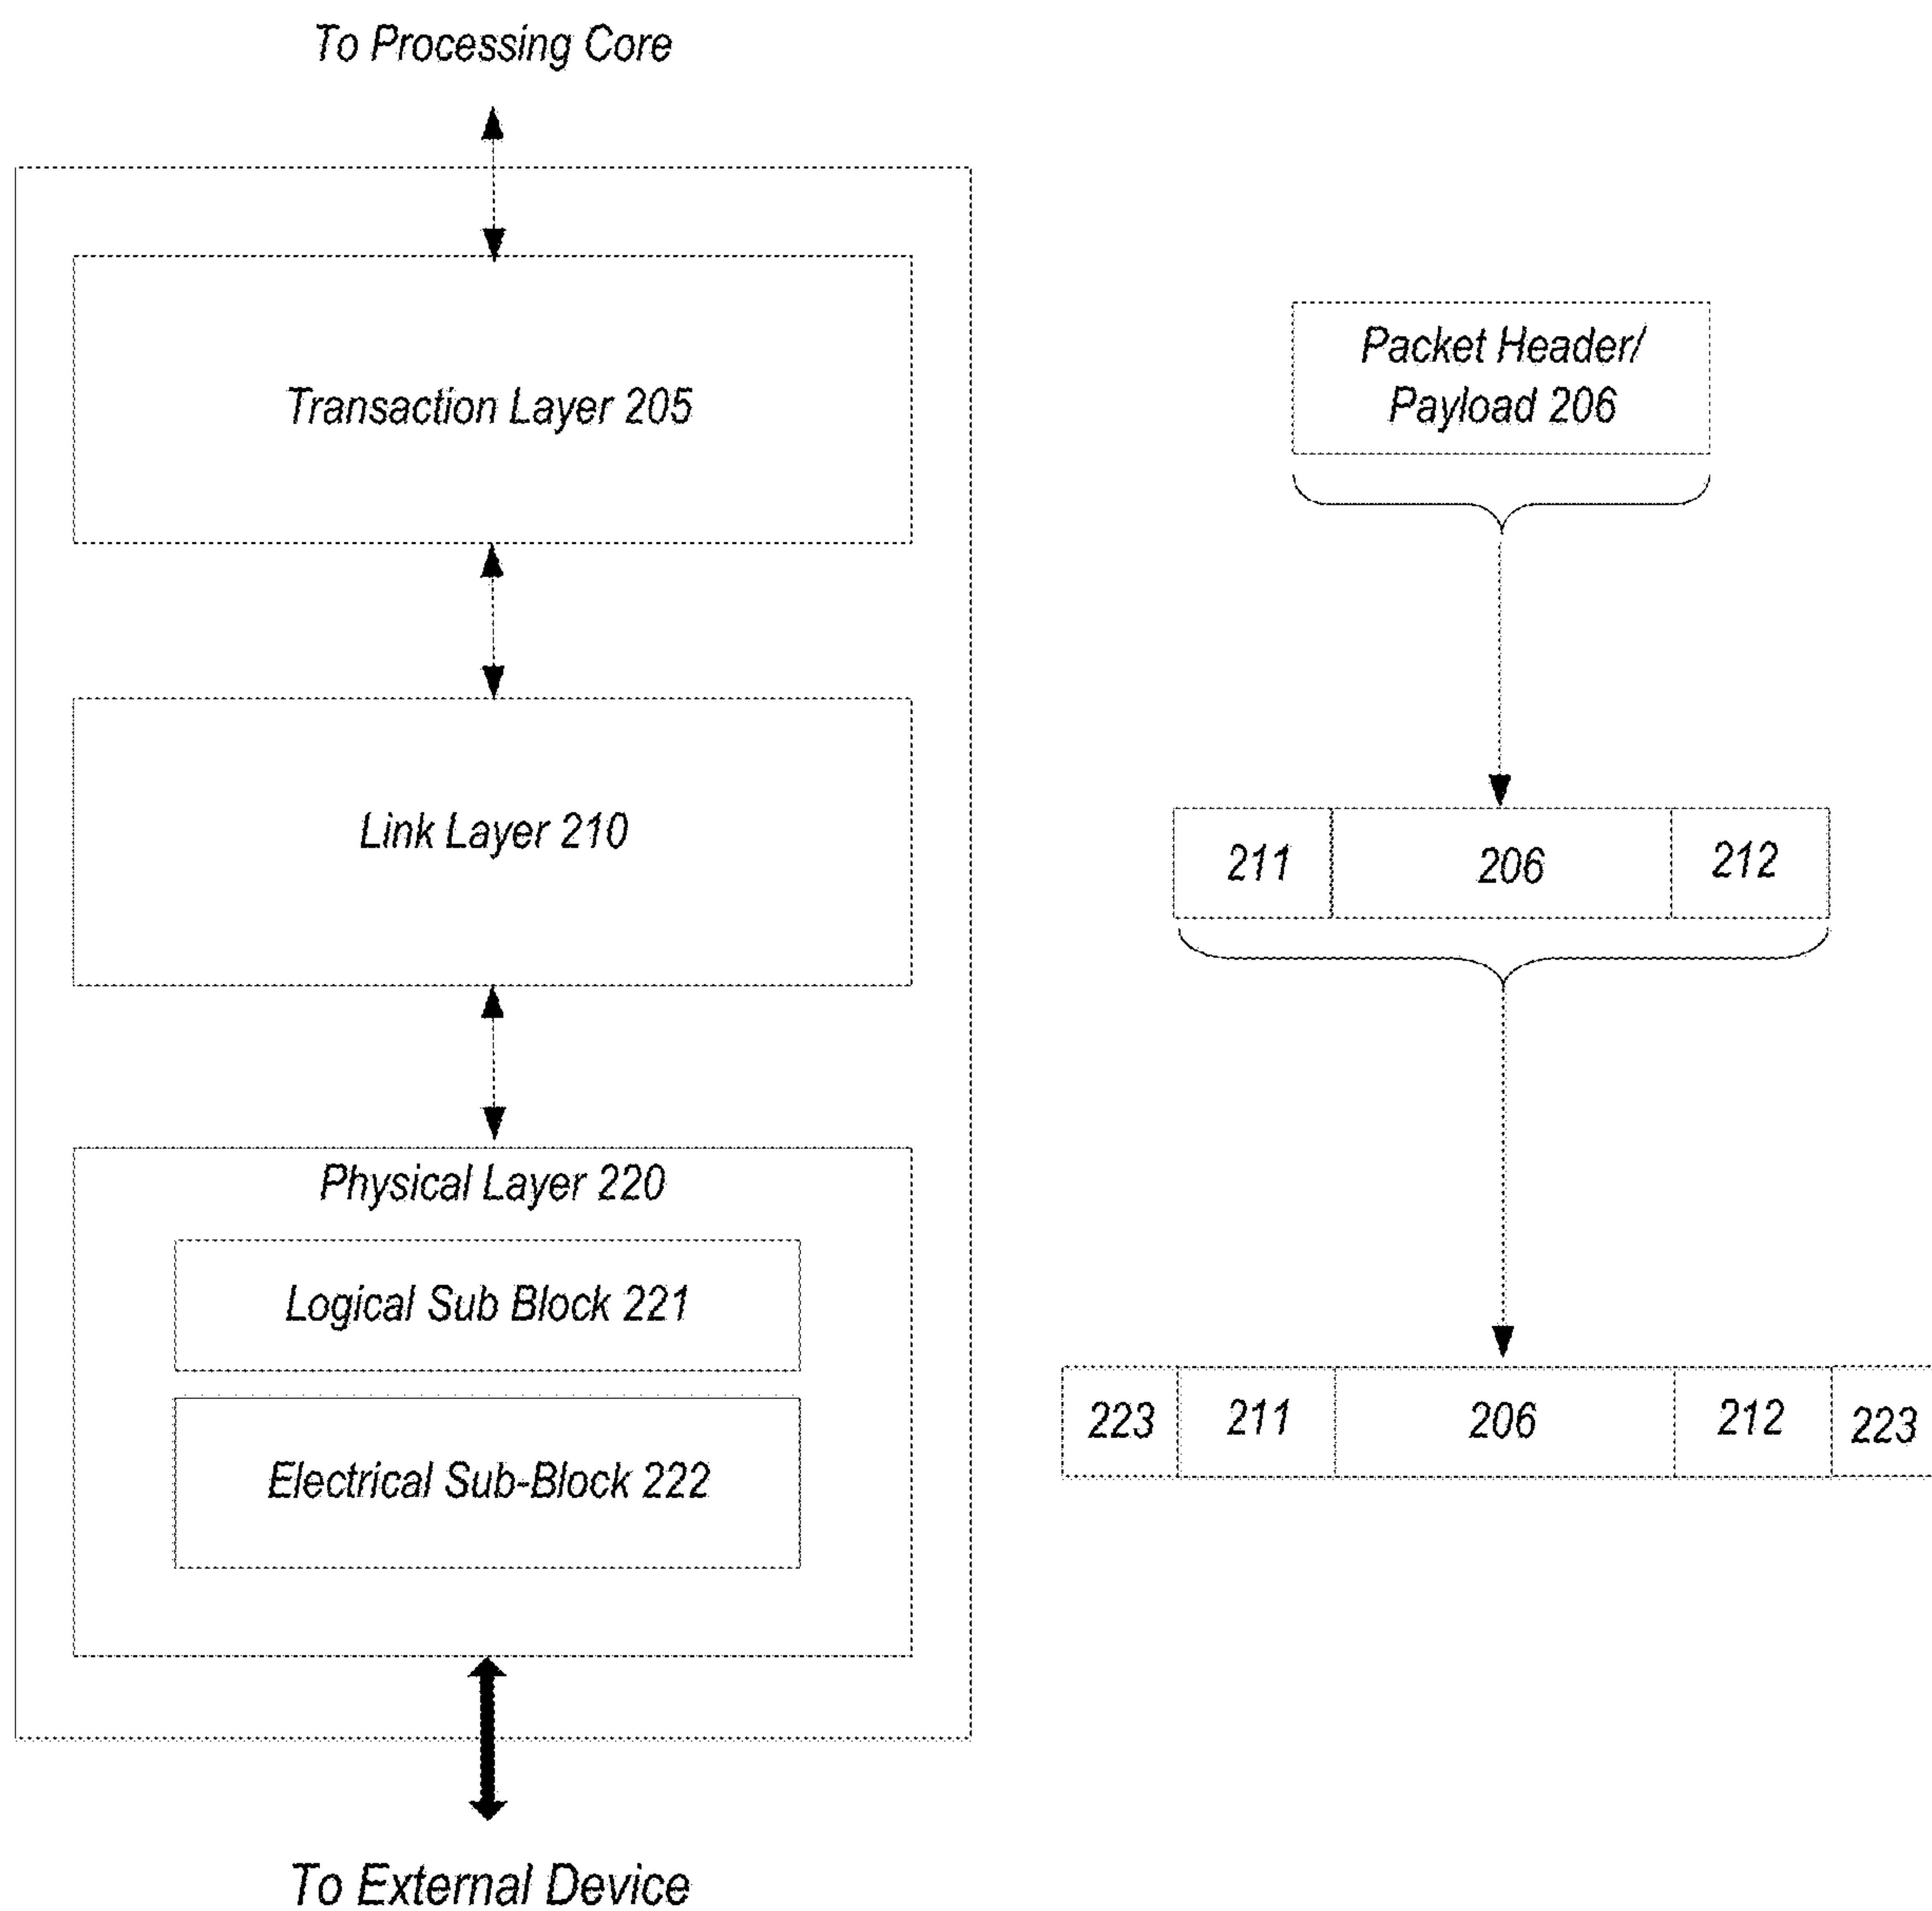 To Processing Core
Transaction Layer 205
Link Layer 210
Physical Layer 220
Logical Sub Block 221
Electrical Sub-Block 222
To External Device
Packet Header/
Payload 206
211 206 212
223 211 206 212 223